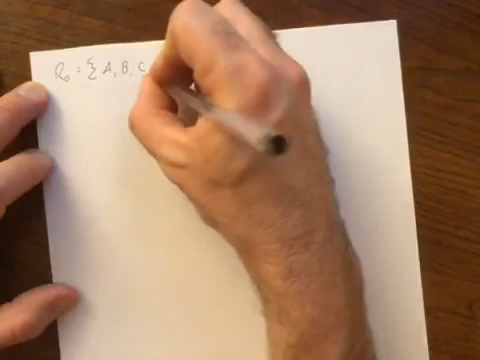 R₀ = { A, B, C,